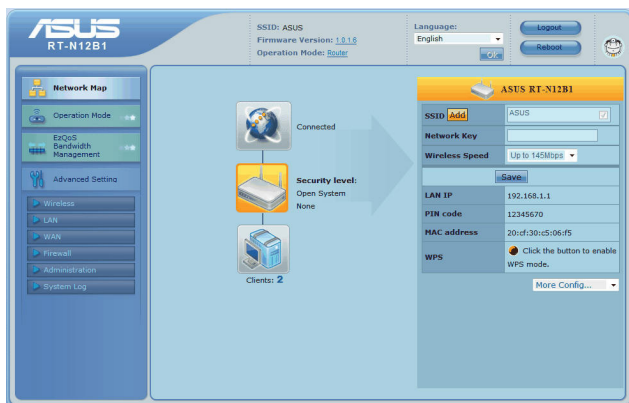 ASUS
RT-N12B1
SSID: ASUS
Firmware Version: 1.0.1.6
Operation Mode: Router
Language:
English
OK
Logout
Reboot
Network Map
Operation Mode
EzQoS
Bandwidth
Management
Advanced Setting
Wireless
LAN
WAN
Firewall
Administration
System Log
Connected
Security level:
Open System
None
Clients: 2
ASUS RT-N12B1
SSID Add ASUS
Network Key
Wireless Speed Up to 145Mbps
Save
LAN IP 192.168.1.1
PIN code 12345670
MAC address 20:cf:30:c5:06:f5
WPS Click the button to enable
WPS mode.
More Config...